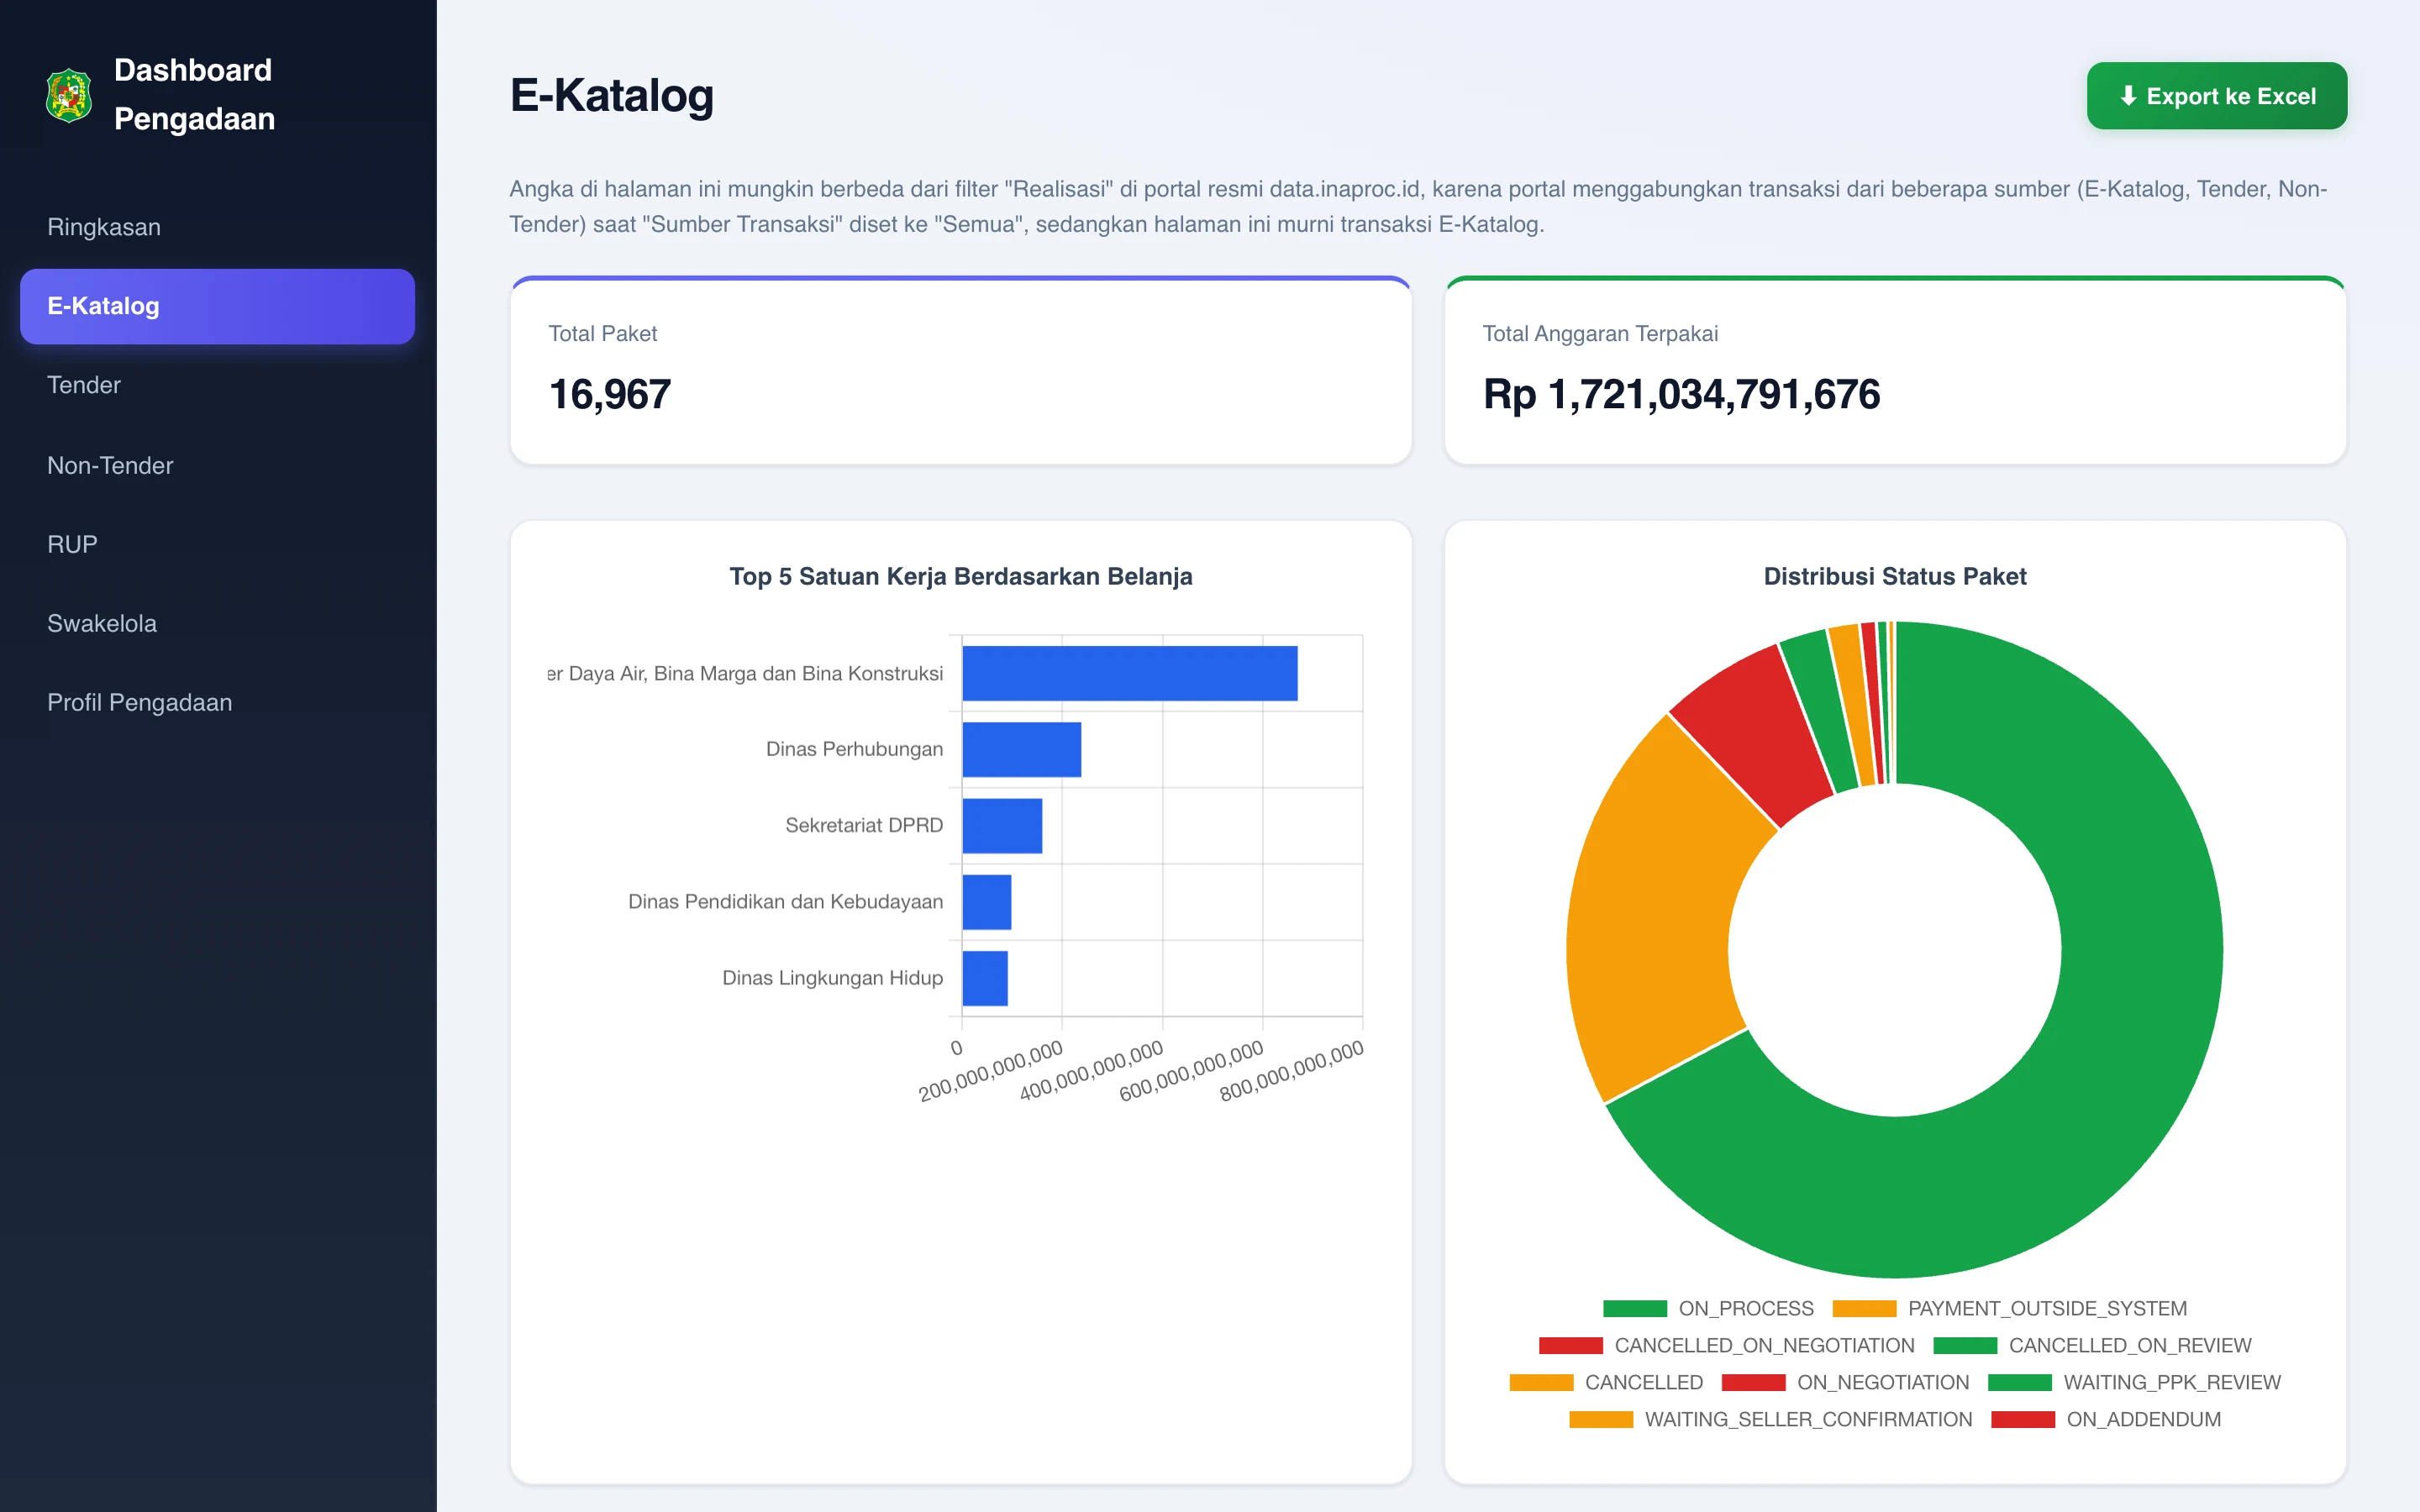 Dashboard
Pengadaan
Ringkasan
E-Katalog
Tender
Non-Tender
RUP
Swakelola
Profil Pengadaan
E-Katalog
⬇ Export ke Excel
Angka di halaman ini mungkin berbeda dari filter "Realisasi" di portal resmi data.inaproc.id, karena portal menggabungkan transaksi dari beberapa sumber (E-Katalog, Tender, Non-
Tender) saat "Sumber Transaksi" diset ke "Semua", sedangkan halaman ini murni transaksi E-Katalog.
Total Paket
16,967
Total Anggaran Terpakai
Rp 1,721,034,791,676
Top 5 Satuan Kerja Berdasarkan Belanja
er Daya Air, Bina Marga dan Bina Konstruksi
Dinas Perhubungan
Sekretariat DPRD
Dinas Pendidikan dan Kebudayaan
Dinas Lingkungan Hidup
0
200,000,000,000
400,000,000,000
600,000,000,000
800,000,000,000
Distribusi Status Paket
ON_PROCESS PAYMENT_OUTSIDE_SYSTEM
CANCELLED_ON_NEGOTIATION CANCELLED_ON_REVIEW
CANCELLED ON_NEGOTIATION WAITING_PPK_REVIEW
WAITING_SELLER_CONFIRMATION ON_ADDENDUM